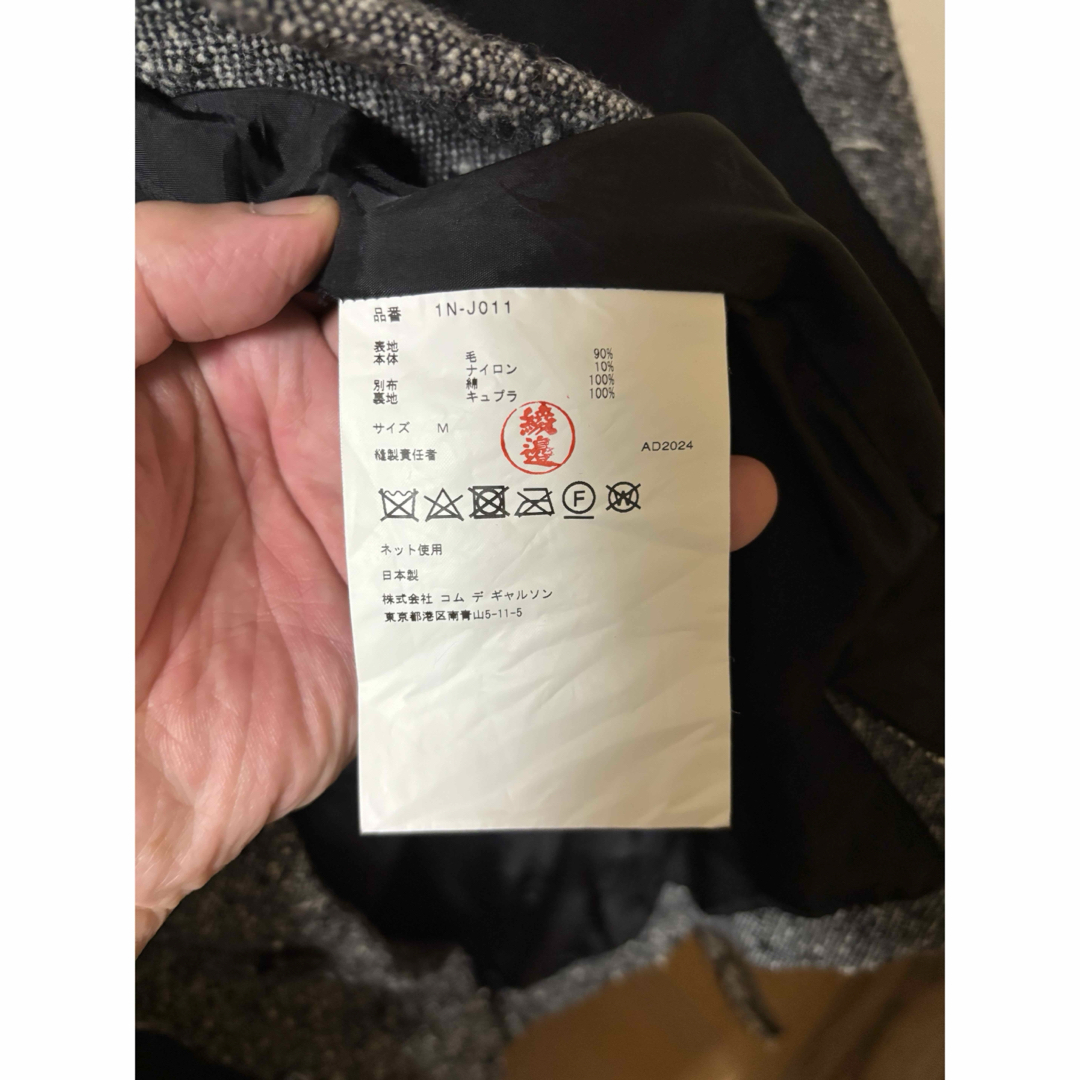 品番 1N-J011
表地
本体 毛 90%
ナイロン 10%
別布 綿 100%
裏地 キュプラ 100%
サイズ M
縫製責任者 AD2024
F W
ネット使用
日本製
株式会社 コム デ ギャルソン
東京都港区南青山5-11-5